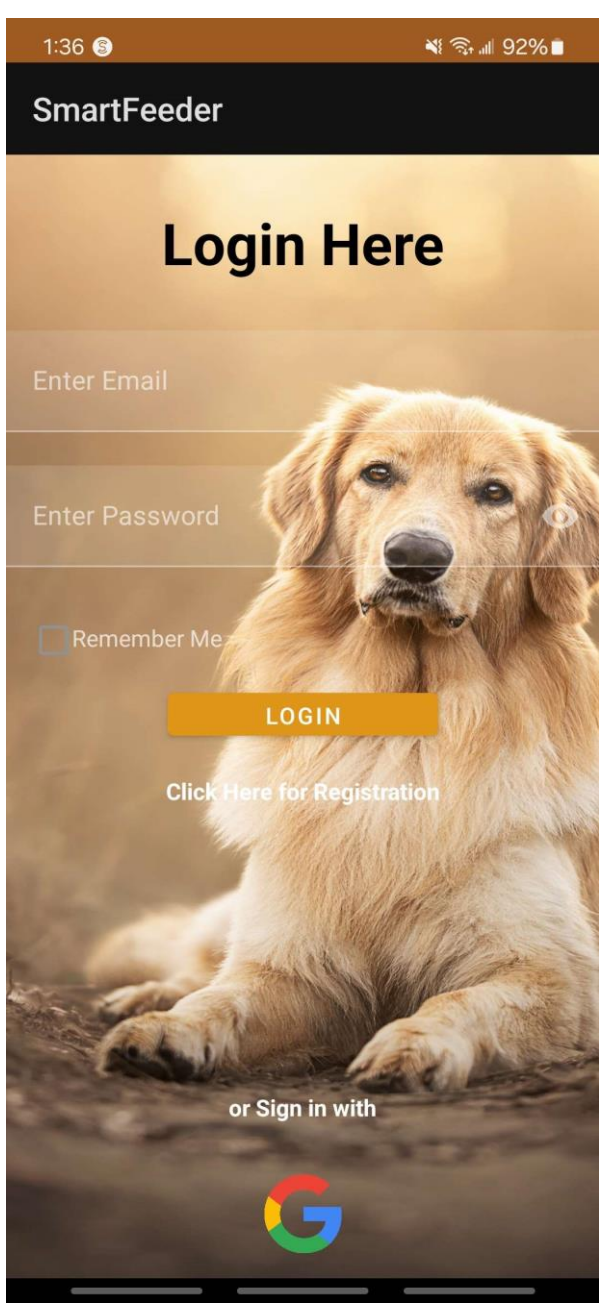 1:36
92%
SmartFeeder
Login Here
Enter Email
Enter Password
Remember Me
LOGIN
Click Here for Registration
or Sign in with
G